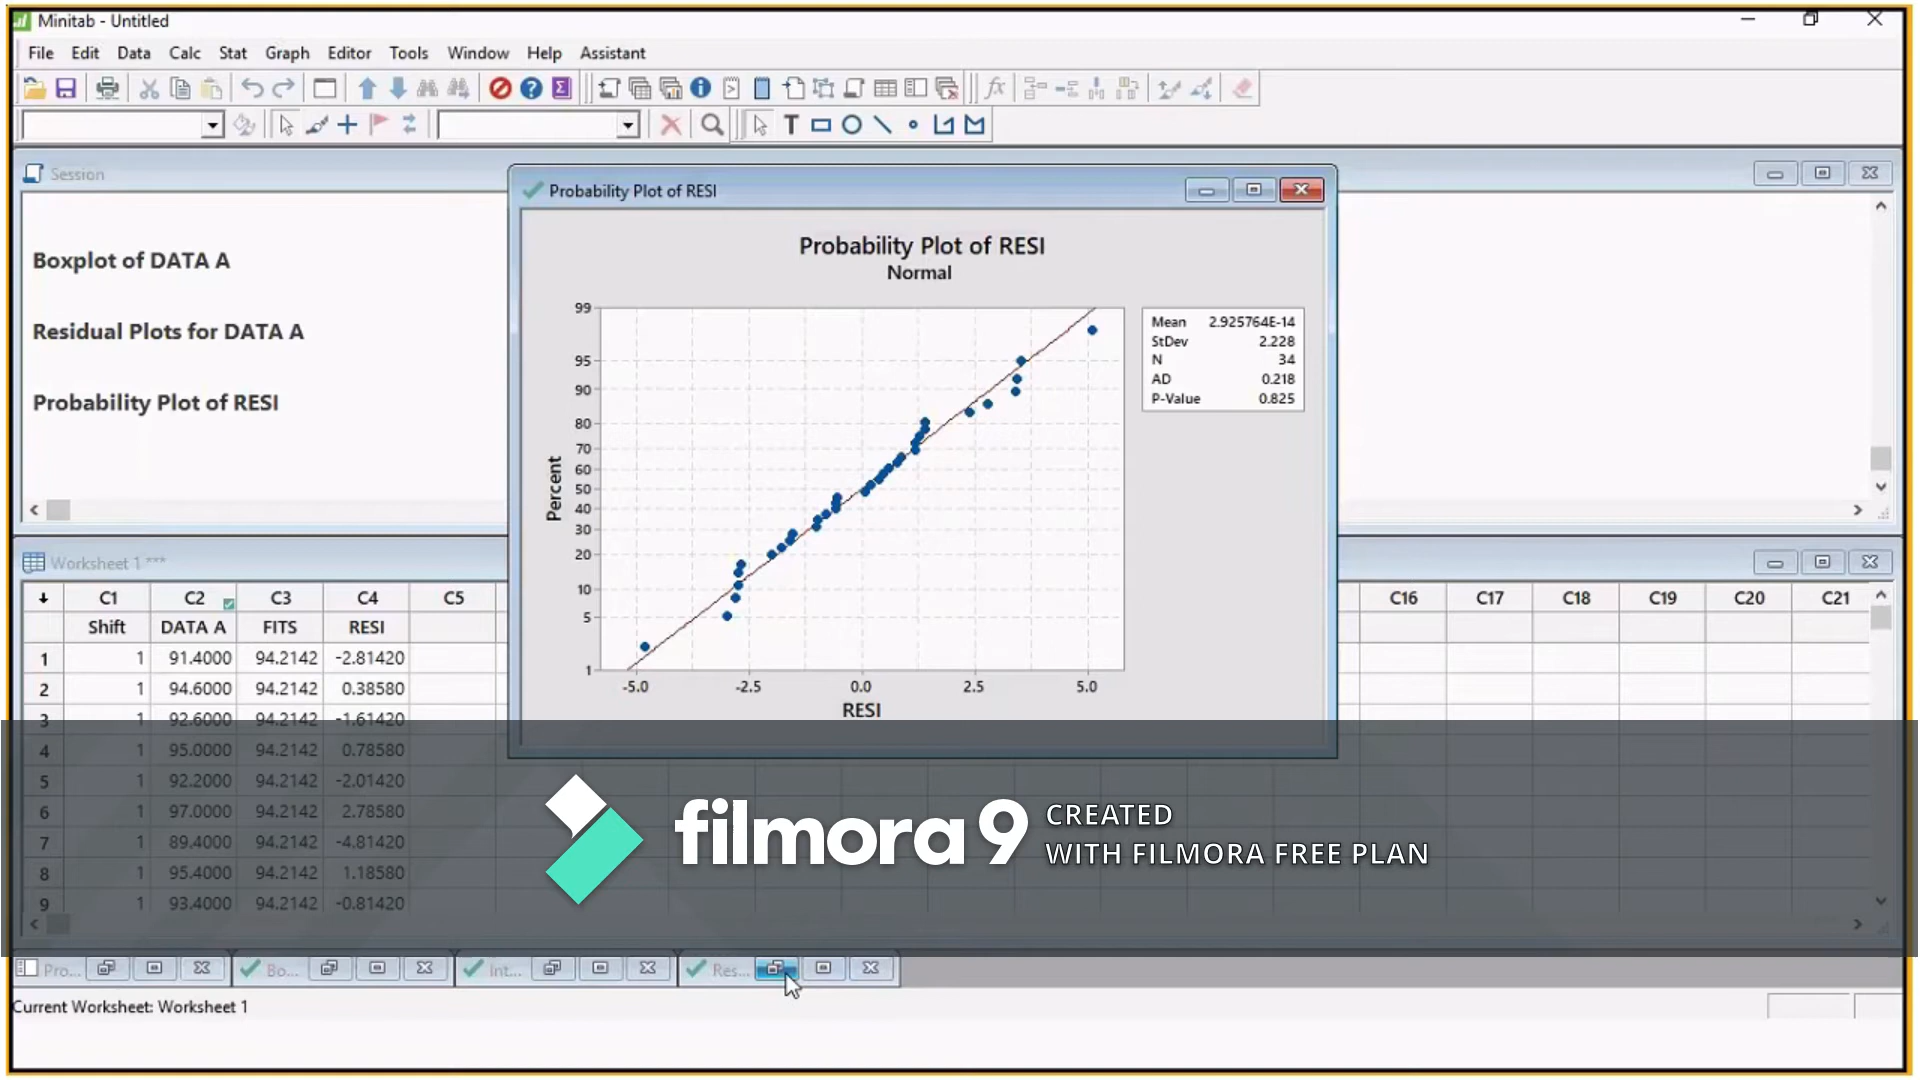 Minitab - Untitled
File Edit Data Calc Stat Graph Editor Tools Window Help Assistant
Session
Boxplot of DATA A
Residual Plots for DATA A
Probability Plot of RESI
Probability Plot of RESI
Probability Plot of RESI
Normal
99
95
90
80
70
60
50
40
30
20
10
5
1
Percent
-5.0 -2.5 0.0 2.5 5.0
RESI
Mean 2.925764E-14
StDev 2.228
N 34
AD 0.218
P-Value 0.825
Worksheet 1 ***
C1 C2 C3 C4 C5 C16 C17 C18 C19 C20 C21
Shift DATA A FITS RESI
1 1 91.4000 94.2142 -2.81420
2 1 94.6000 94.2142 0.38580
3 1 92.6000 94.2142 -1.61420
4 1 95.0000 94.2142 0.78580
5 1 92.2000 94.2142 -2.01420
6 1 97.0000 94.2142 2.78580
7 1 89.4000 94.2142 -4.81420
8 1 95.4000 94.2142 1.18580
9 1 93.4000 94.2142 -0.81420
filmora 9
CREATED
WITH FILMORA FREE PLAN
Pro... Bo... Int... Res...
Current Worksheet: Worksheet 1